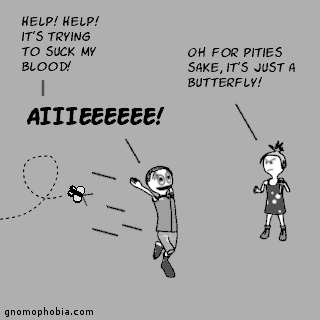 HELP! HELP!
IT'S TRYING
TO SUCK MY
BLOOD!
AIIIEEEEEE!
OH FOR PITIES
SAKE, IT'S JUST A
BUTTERFLY!
gnomophobia.com